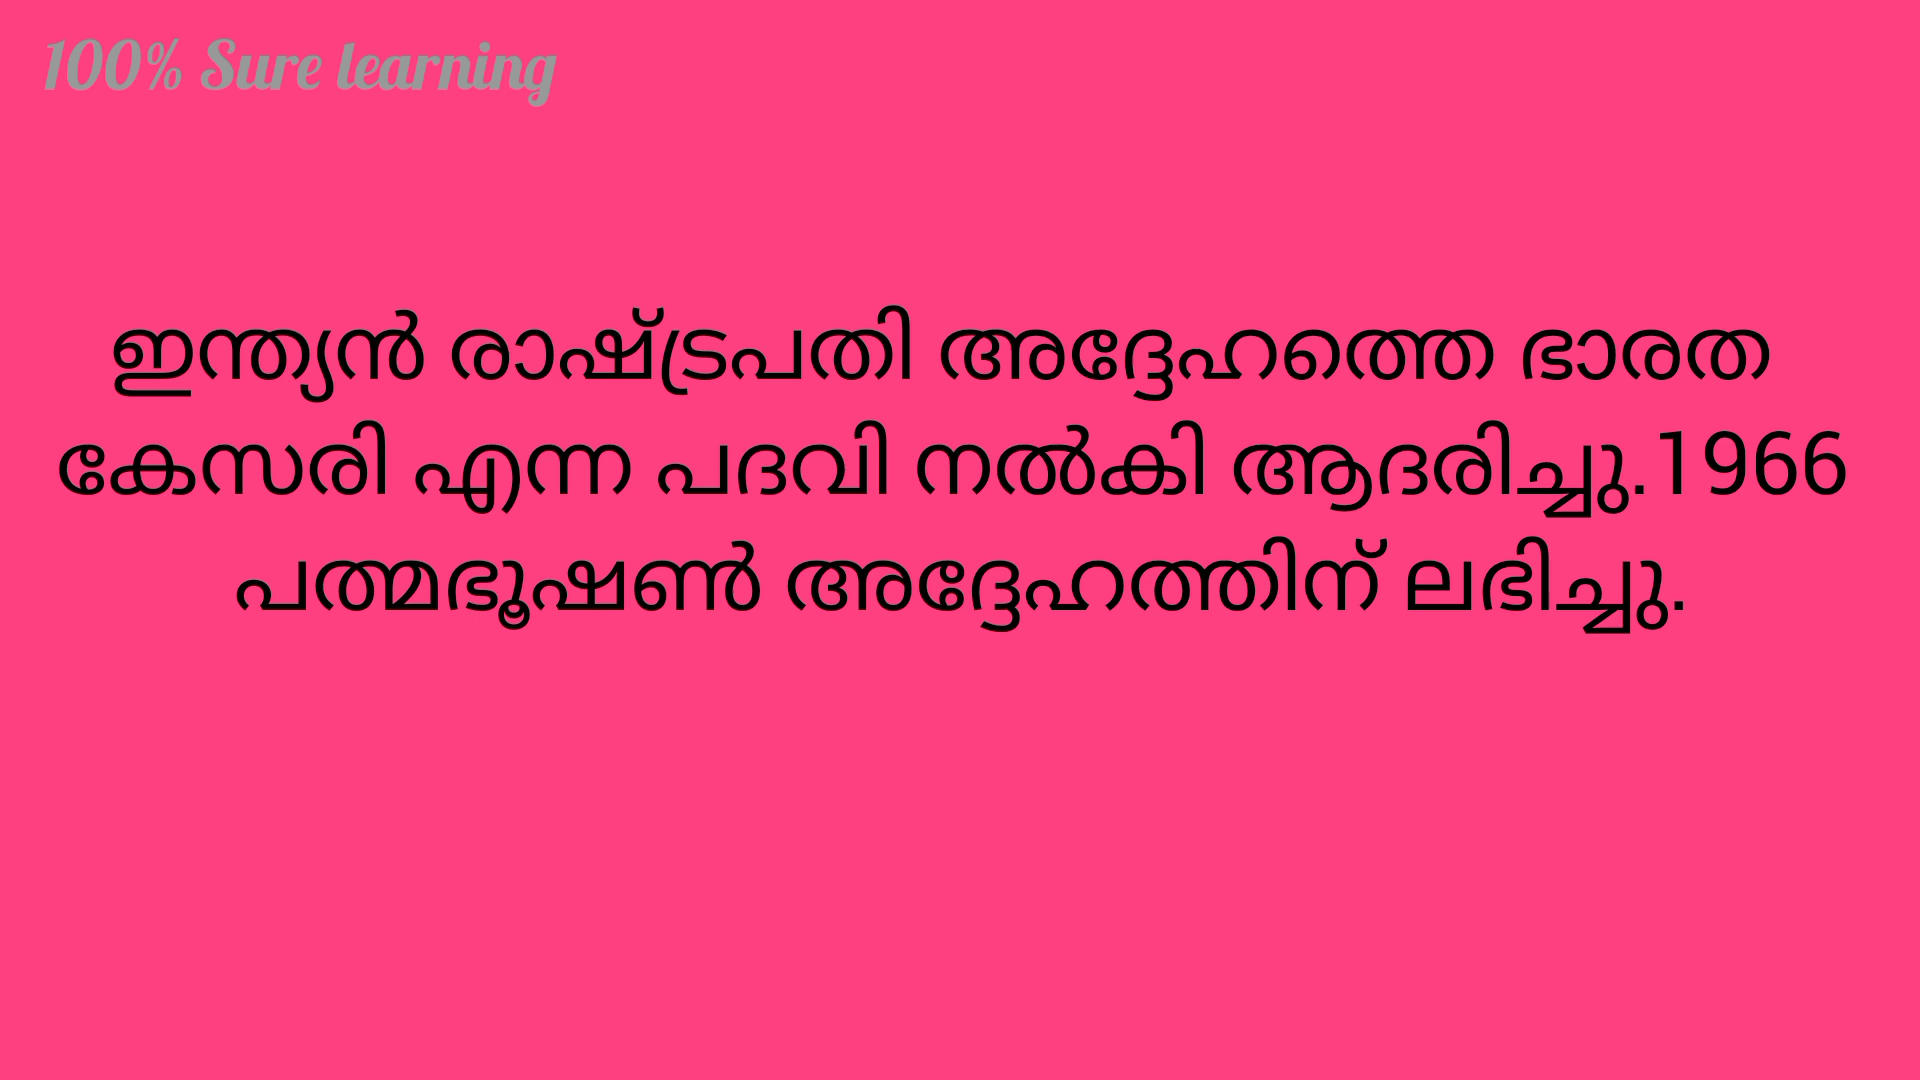 100% Sure learning
ഇന്ത്യൻ രാഷ്ട്രപതി അദ്ദേഹത്തെ ഭാരത
കേസരി എന്ന പദവി നൽകി ആദരിച്ചു.1966
പത്മഭൂഷൺ അദ്ദേഹത്തിന് ലഭിച്ചു.